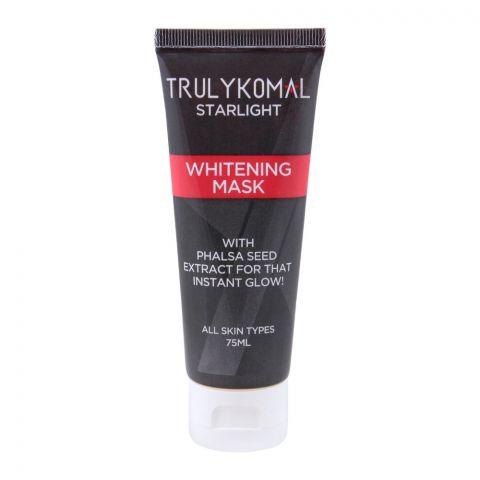 TRULYKOMAL
STARLIGHT
WHITENING
MASK
WITH
PHALSA SEED
EXTRACT FOR THAT
INSTANT GLOW!
ALL SKIN TYPES
75ML